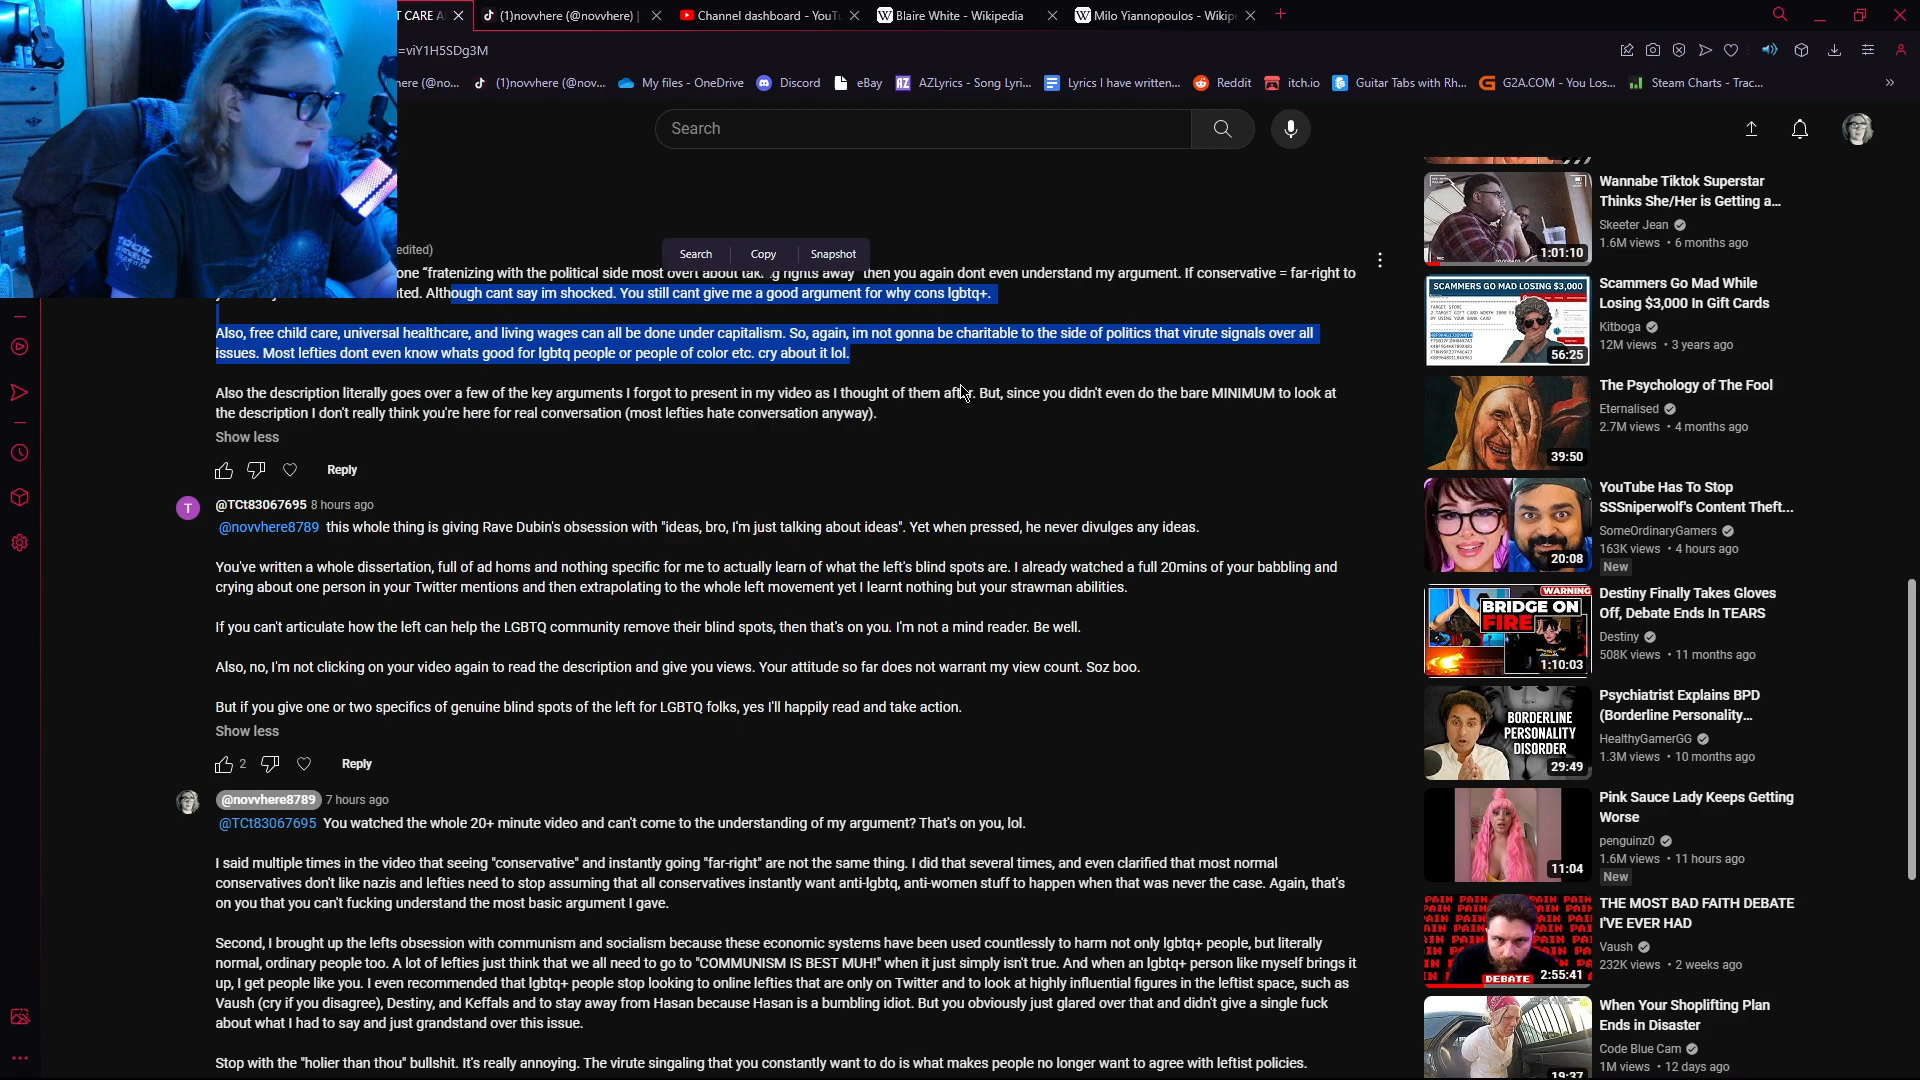 T CARE A
(1)novvhere (@novvhere) |
Channel dashboard - YouTu
Blaire White - Wikipedia
Milo Yiannopoulos - Wikip
=viY1H5SDg3M
here (@no...
(1)novvhere (@nov...
My files - OneDrive
Discord
eBay
AZLyrics - Song Lyri...
Lyrics I have written...
Reddit
itch.io
Guitar Tabs with Rh...
G2A.COM - You Los...
Steam Charts - Trac...
Search
edited)
Search
Copy
Snapshot
one “fratenizing with the political side most overt about tak g rights away" then you again dont even understand my argument. If conservative = far-right to
ted. Although cant say im shocked. You still cant give me a good argument for why cons lgbtq+.
Also, free child care, universal healthcare, and living wages can all be done under capitalism. So, again, im not gonna be charitable to the side of politics that virute signals over all
issues. Most lefties dont even know whats good for lgbtq people or people of color etc. cry about it lol.
Also the description literally goes over a few of the key arguments I forgot to present in my video as I thought of them after. But, since you didn't even do the bare MINIMUM to look at
the description I don't really think you're here for real conversation (most lefties hate conversation anyway).
Show less
Reply
T
@TCt83067695 8 hours ago
@novvhere8789 this whole thing is giving Rave Dubin's obsession with "ideas, bro, I'm just talking about ideas". Yet when pressed, he never divulges any ideas.
You've written a whole dissertation, full of ad homs and nothing specific for me to actually learn of what the left's blind spots are. I already watched a full 20mins of your babbling and
crying about one person in your Twitter mentions and then extrapolating to the whole left movement yet I learnt nothing but your strawman abilities.
If you can't articulate how the left can help the LGBTQ community remove their blind spots, then that's on you. I'm not a mind reader. Be well.
Also, no, I'm not clicking on your video again to read the description and give you views. Your attitude so far does not warrant my view count. Soz boo.
But if you give one or two specifics of genuine blind spots of the left for LGBTQ folks, yes I'll happily read and take action.
Show less
2
Reply
@novvhere8789 7 hours ago
@TCt83067695 You watched the whole 20+ minute video and can't come to the understanding of my argument? That's on you, lol.
I said multiple times in the video that seeing "conservative" and instantly going "far-right" are not the same thing. I did that several times, and even clarified that most normal
conservatives don't like nazis and lefties need to stop assuming that all conservatives instantly want anti-lgbtq, anti-women stuff to happen when that was never the case. Again, that's
on you that you can't fucking understand the most basic argument I gave.
Second, I brought up the lefts obsession with communism and socialism because these economic systems have been used countlessly to harm not only lgbtq+ people, but literally
normal, ordinary people too. A lot of lefties just think that we all need to go to "COMMUNISM IS BEST MUH!" when it just simply isn't true. And when an lgbtq+ person like myself brings it
up, I get people like you. I even recommended that lgbtq+ people stop looking to online lefties that are only on Twitter and to look at highly influential figures in the leftist space, such as
Vaush (cry if you disagree), Destiny, and Keffals and to stay away from Hasan because Hasan is a bumbling idiot. But you obviously just glared over that and didn't give a single fuck
about what I had to say and just grandstand over this issue.
Stop with the "holier than thou" bullshit. It's really annoying. The virute singaling that you constantly want to do is what makes people no longer want to agree with leftist policies.
Wannabe Tiktok Superstar
Thinks She/Her is Getting a...
Skeeter Jean
1.6M views • 6 months ago
1:01:10
SCAMMERS GO MAD LOSING $3,000
Scammers Go Mad While
Losing $3,000 In Gift Cards
Kitboga
12M views • 3 years ago
56:25
The Psychology of The Fool
Eternalised
2.7M views • 4 months ago
39:50
YouTube Has To Stop
SSSniperwolf's Content Theft...
SomeOrdinaryGamers
163K views • 4 hours ago
New
20:08
WARNING
BRIDGE ON
FIRE
Destiny Finally Takes Gloves
Off, Debate Ends In TEARS
Destiny
508K views • 11 months ago
1:10:03
BORDERLINE
PERSONALITY
DISORDER
Psychiatrist Explains BPD
(Borderline Personality...
HealthyGamerGG
1.3M views • 10 months ago
29:49
Pink Sauce Lady Keeps Getting
Worse
penguinz0
1.6M views • 11 hours ago
New
11:04
PAIN PAIN PAIN PAIN PAIN
DEBATE
THE MOST BAD FAITH DEBATE
I'VE EVER HAD
Vaush
232K views • 2 weeks ago
2:55:41
When Your Shoplifting Plan
Ends in Disaster
Code Blue Cam
1M views • 12 days ago
19:37